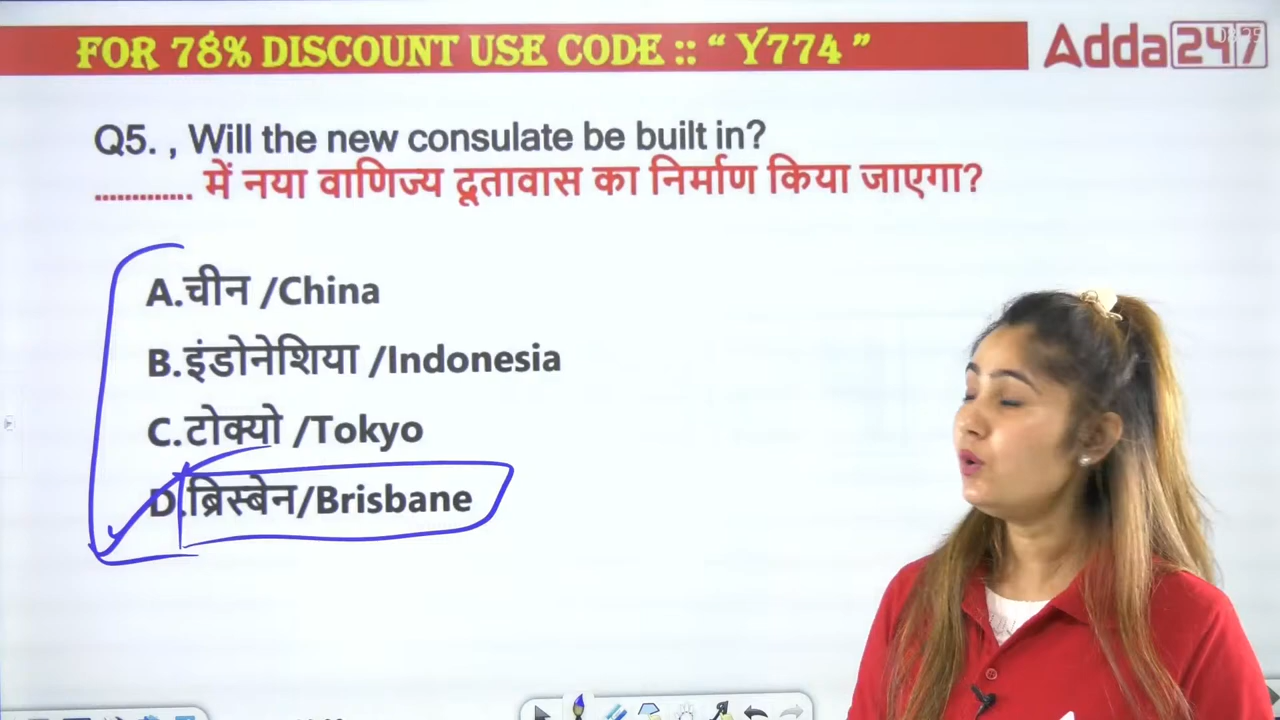 FOR 78% DISCOUNT USE CODE :: “ Y774 ”
Adda247
Q5. , Will the new consulate be built in?
............. में नया वाणिज्य दूतावास का निर्माण किया जाएगा?
A.चीन /China
B.इंडोनेशिया /Indonesia
C.टोक्यो /Tokyo
D.ब्रिस्बेन/Brisbane